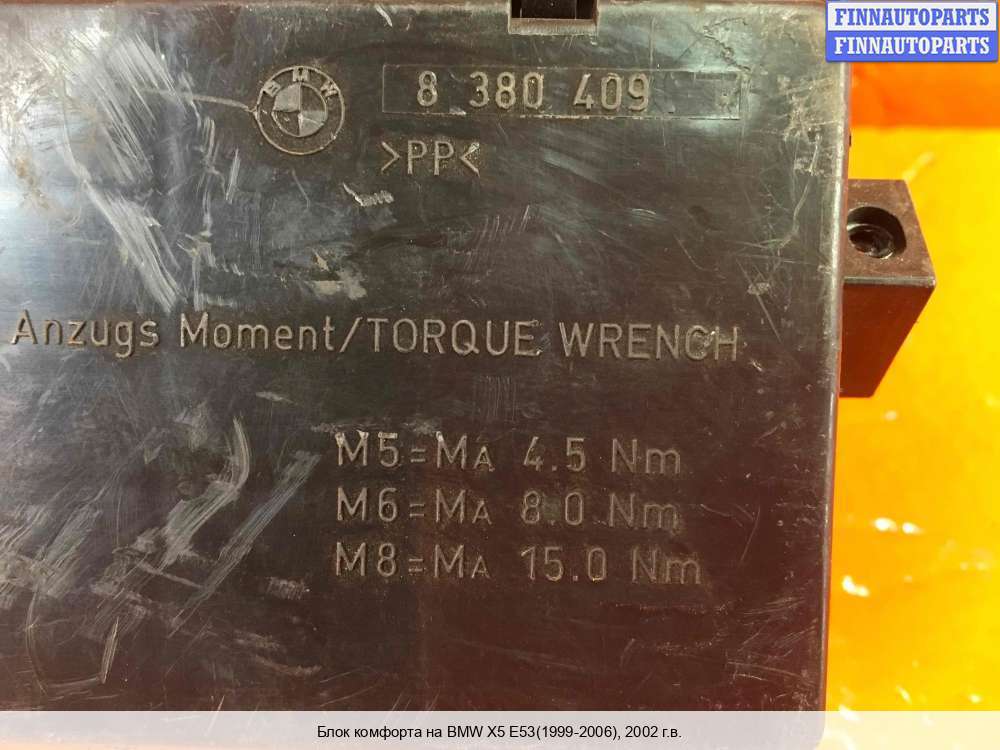 FINNAUTOPARTS
FINNAUTOPARTS
BMW
8 380 409
>PP<
Anzugs Moment/TORQUE WRENCH
M5=MA 4.5 Nm
M6=MA 8.0 Nm
M8=MA 15.0 Nm
Блок комфорта на BMW X5 E53(1999-2006), 2002 г.в.